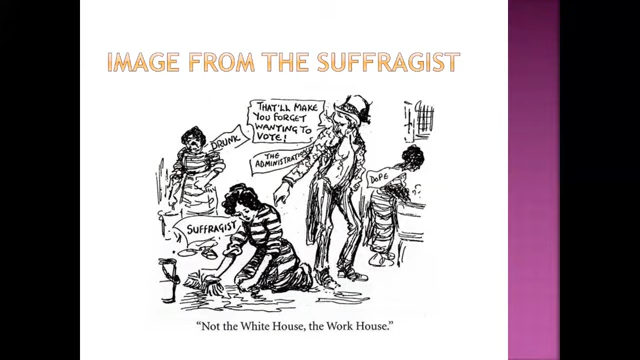 IMAGE FROM THE SUFFRAGIST
THAT'LL MAKE
YOU FORGET
WANTING TO
VOTE!
DRUNK
THE
ADMINISTRATION
DOPE
SUFFRAGIST
"Not the White House, the Work House."